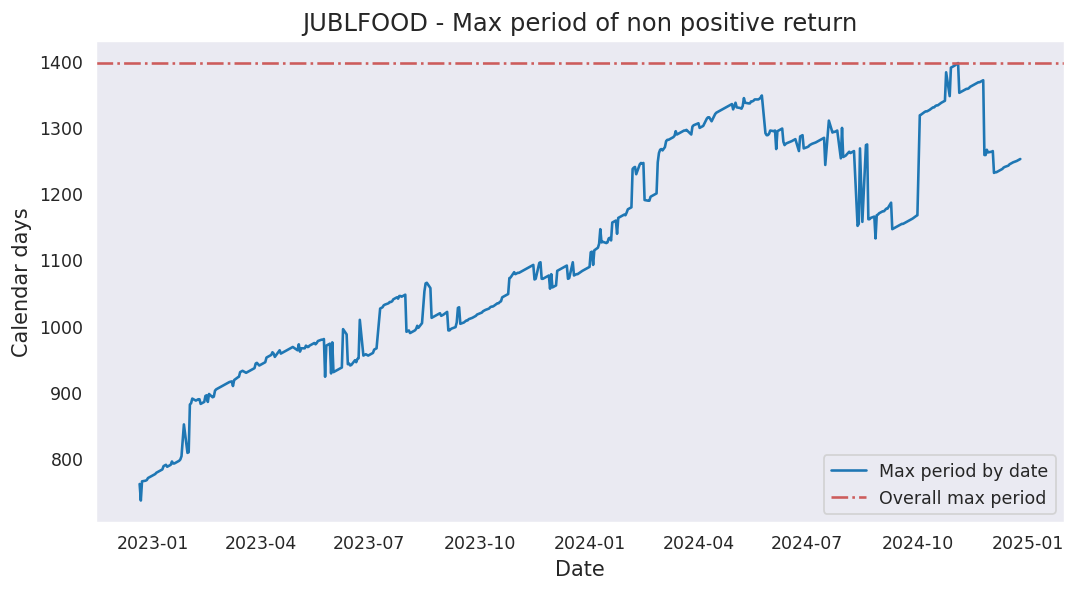 JUBLFOOD - Max period of non positive return
Calendar days
1400
1300
1200
1100
1000
900
800
Max period by date
Overall max period
2023-01 2023-04 2023-07 2023-10 2024-01 2024-04 2024-07 2024-10 2025-01
Date